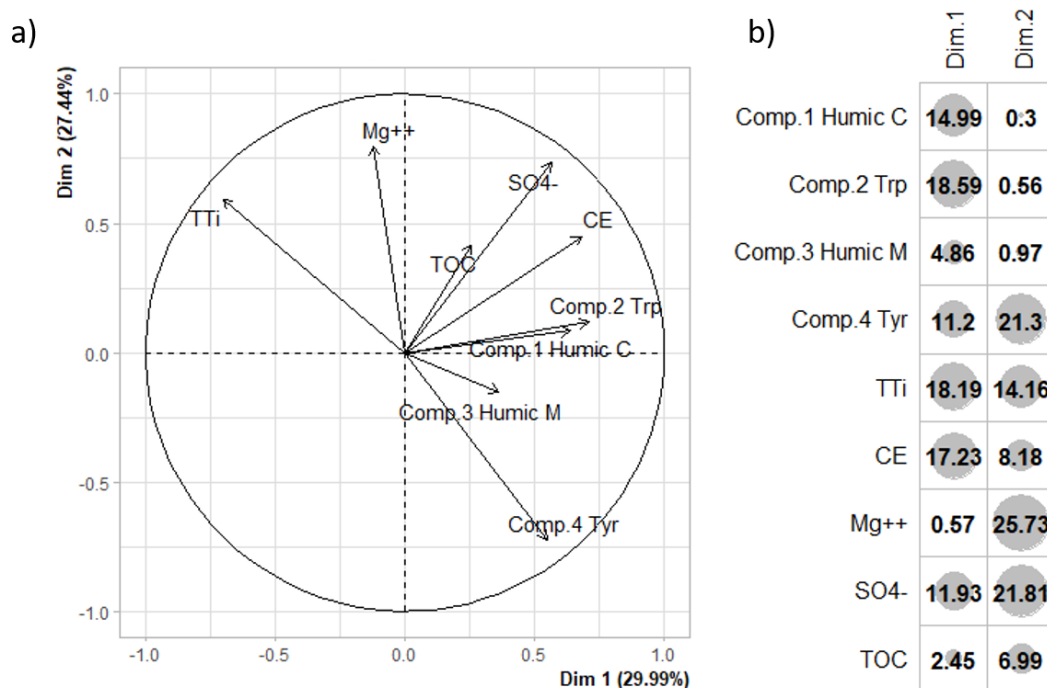 a)
Dim 2 (27.44%)
1.0
0.5
0.0
-0.5
-1.0
Mg++
SO4-
TTi
CE
TOC
Comp.2 Trp
Comp.1 Humic C
Comp.3 Humic M
Comp.4 Tyr
-1.0 -0.5 0.0 0.5 1.0
Dim 1 (29.99%)
b)
Dim.1 Dim.2
Comp.1 Humic C 14.99 0.3
Comp.2 Trp 18.59 0.56
Comp.3 Humic M 4.86 0.97
Comp.4 Tyr 11.2 21.3
TTi 18.19 14.16
CE 17.23 8.18
Mg++ 0.57 25.73
SO4- 11.93 21.81
TOC 2.45 6.99